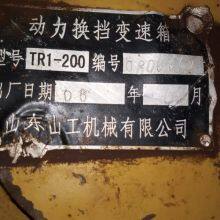 动力换挡变速箱
型号 TR1-200 编号
出厂日期 08 年 月
山东山工机械有限公司